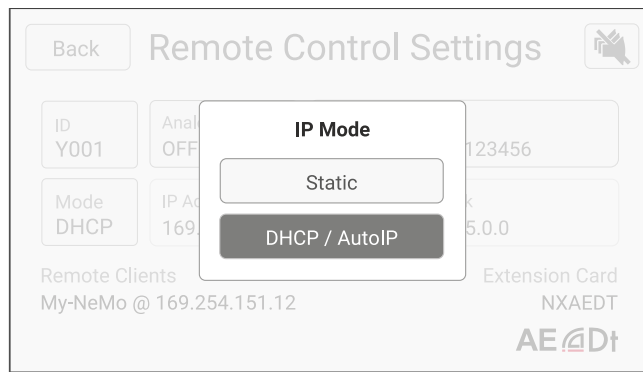 Back
Remote Control Settings
ID
Y001
Anal
OFF
123456
IP Mode
Static
DHCP / AutoIP
Mode
DHCP
IP Ad
169.
k
5.0.0
Remote Clients
My-NeMo @ 169.254.151.12
Extension Card
NXAEDT
AE Dt